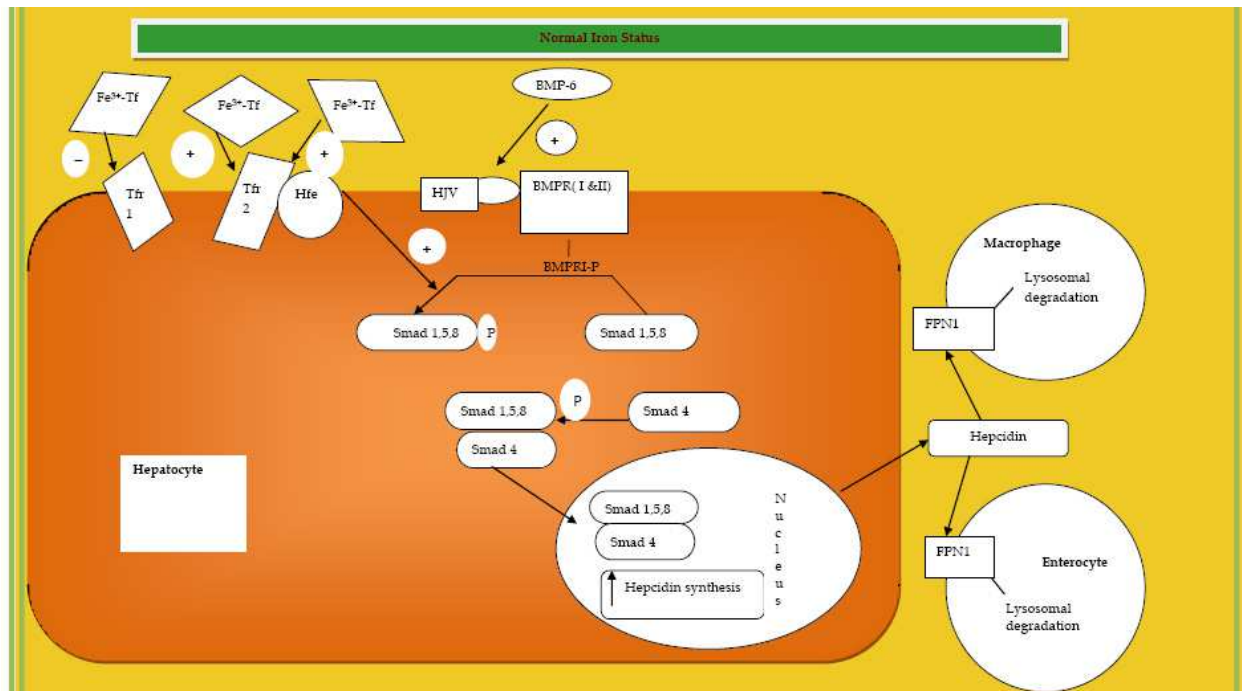 Normal Iron Status
Fe³⁺-Tf
Fe³⁺-Tf
Fe³⁺-Tf
BMP-6
–
+
+
+
Tfr
1
Tfr
2
Hfe
HJV
BMPR( I &II)
+
BMPRI-P
Smad 1,5,8
P
Smad 1,5,8
Smad 1,5,8
P
Smad 4
Smad 4
Hepatocyte
Smad 1,5,8
Smad 4
Hepcidin synthesis
Nucleus
Macrophage
Lysosomal
degradation
FPN1
Hepcidin
FPN1
Enterocyte
Lysosomal
degradation